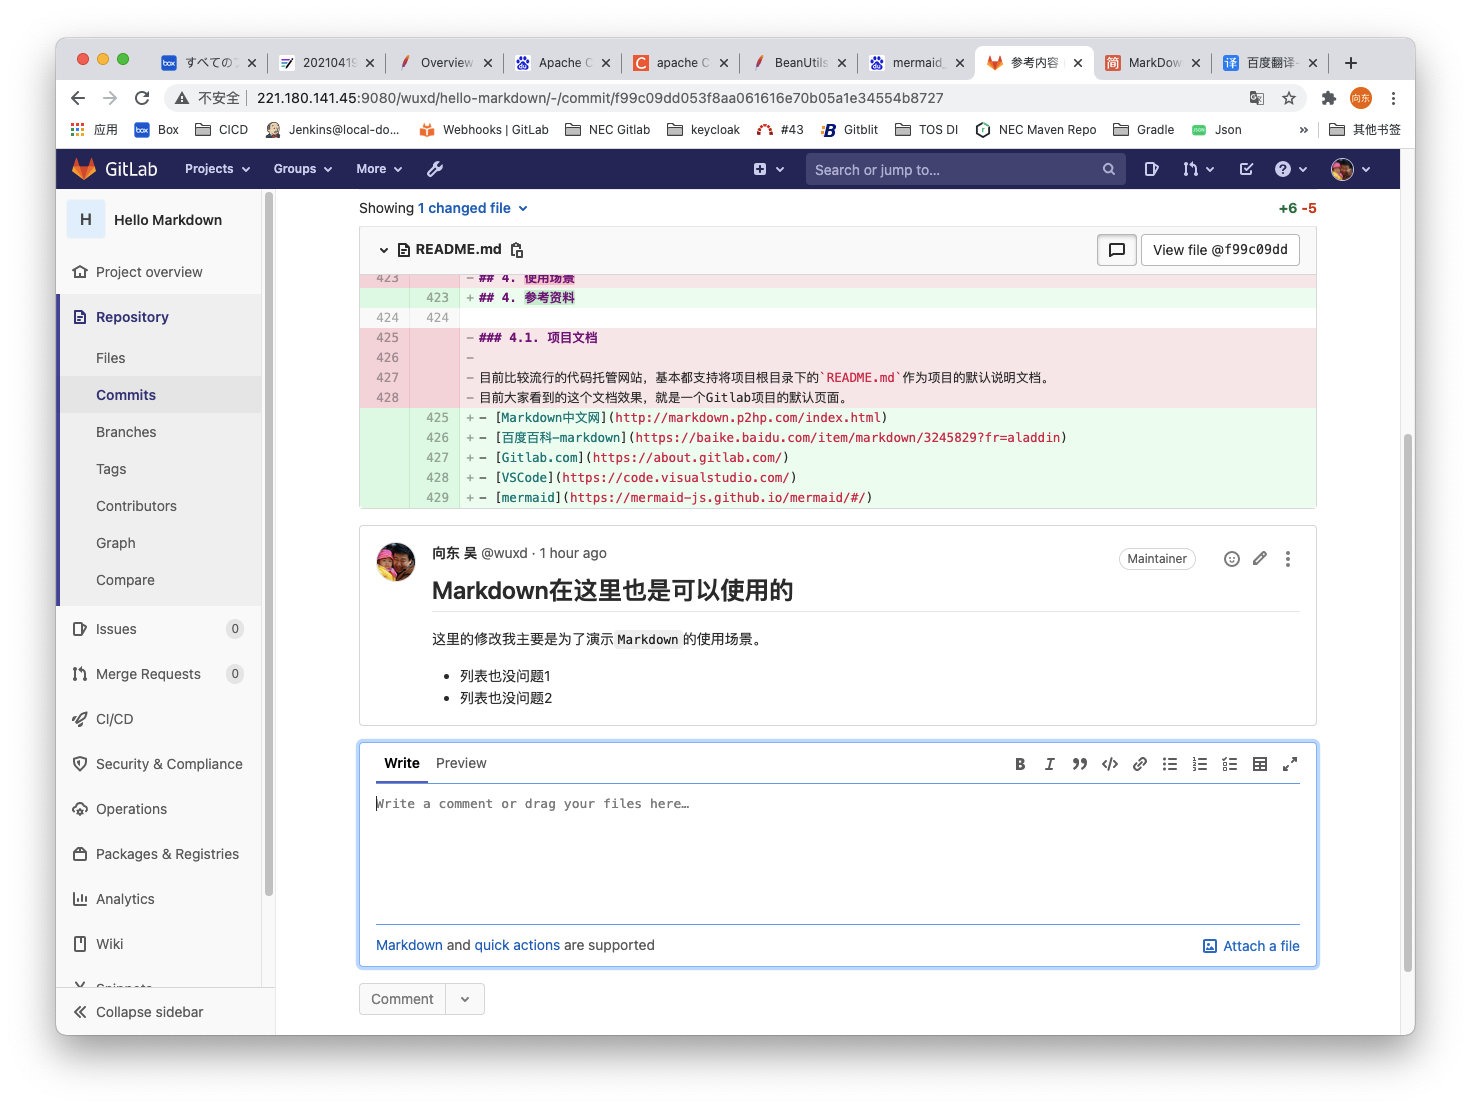 すべての
20210419
Overview
Apache C
apache C
BeanUtils
mermaid_
参考内容
MarkDow
百度翻译-
不安全 221.180.141.45:9080/wuxd/hello-markdown/-/commit/f99c09dd053f8aa061616e70b05a1e34554b8727
向东
应用 Box CICD Jenkins@local-do... Webhooks | GitLab NEC Gitlab keycloak #43 Gitblit TOS DI NEC Maven Repo Gradle Json » 其他书签
GitLab Projects Groups More Search or jump to...
H Hello Markdown
Project overview
Repository
Files
Commits
Branches
Tags
Contributors
Graph
Compare
Issues 0
Merge Requests 0
CI/CD
Security & Compliance
Operations
Packages & Registries
Analytics
Wiki
Snippets
Collapse sidebar
Showing 1 changed file +6 -5
README.md View file @f99c09dd
423 - ## 4. 使用场景
423 + ## 4. 参考资料
424 424
425 - ### 4.1. 项目文档
426 -
427 - 目前比较流行的代码托管网站，基本都支持将项目根目录下的`README.md`作为项目的默认说明文档。
428 - 目前大家看到的这个文档效果，就是一个Gitlab项目的默认页面。
425 + - [Markdown中文网](http://markdown.p2hp.com/index.html)
426 + - [百度百科-markdown](https://baike.baidu.com/item/markdown/3245829?fr=aladdin)
427 + - [Gitlab.com](https://about.gitlab.com/)
428 + - [VSCode](https://code.visualstudio.com/)
429 + - [mermaid](https://mermaid-js.github.io/mermaid/#/)
向东 吴 @wuxd · 1 hour ago Maintainer
Markdown在这里也是可以使用的
这里的修改我主要是为了演示 Markdown 的使用场景。
• 列表也没问题1
• 列表也没问题2
Write Preview
Write a comment or drag your files here…
Markdown and quick actions are supported Attach a file
Comment